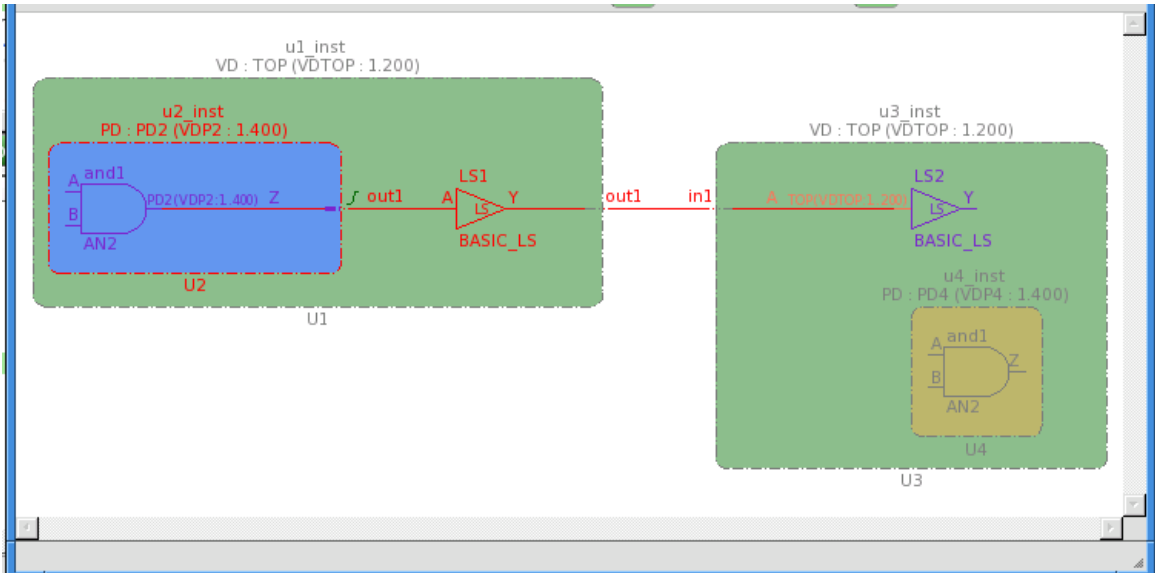 u1_inst
VD : TOP (VDTOP : 1.200)
u2_inst
PD : PD2 (VDP2 : 1.400)
A and1
PD2(VDP2:1.400) Z
B
AN2
U2
out1
LS1
A LS Y
BASIC_LS
U1
out1
in1
u3_inst
VD : TOP (VDTOP : 1.200)
A TOP(VDTOP:1.200)
LS2
LS Y
BASIC_LS
u4_inst
PD : PD4 (VDP4 : 1.400)
A and1
Z
B
AN2
U4
U3